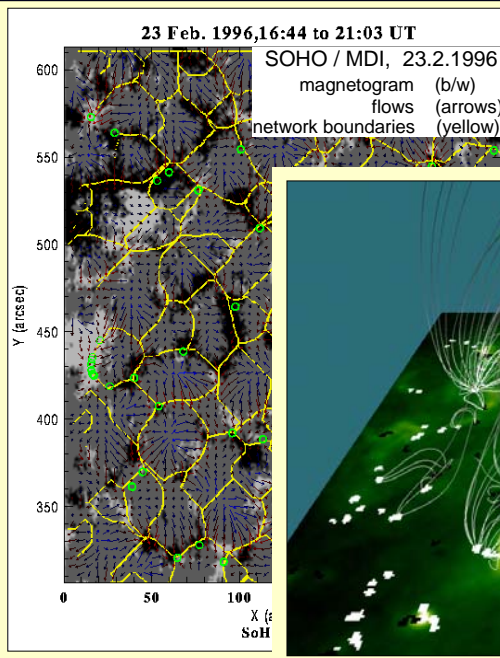 23 Feb. 1996,16:44 to 21:03 UT
SOHO / MDI, 23.2.1996
magnetogram (b/w)
flows (arrows)
network boundaries (yellow)
600
550
500
450
400
350
Y (arcsec)
0 50 100
X (a
SoH